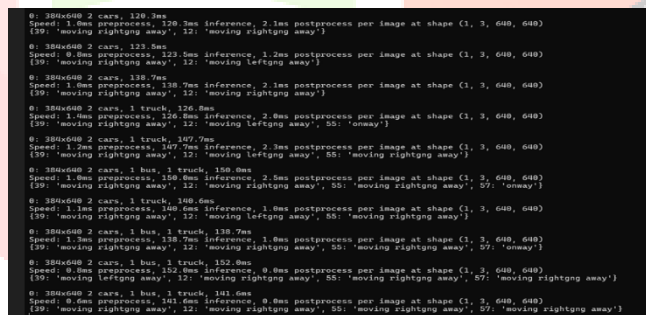 0: 384x640 2 cars, 120.3ms
Speed: 1.0ms preprocess, 120.3ms inference, 2.1ms postprocess per image at shape (1, 3, 640, 640)
{39: 'moving rightgng away', 12: 'moving rightgng away'}
0: 384x640 2 cars, 123.5ms
Speed: 0.0ms preprocess, 123.5ms inference, 1.2ms postprocess per image at shape (1, 3, 640, 640)
{39: 'moving rightgng away', 12: 'moving leftgng away'}
0: 384x640 2 cars, 138.7ms
Speed: 1.0ms preprocess, 138.7ms inference, 2.1ms postprocess per image at shape (1, 3, 640, 640)
{39: 'moving rightgng away', 12: 'moving rightgng away'}
0: 384x640 2 cars, 1 truck, 126.8ms
Speed: 1.4ms preprocess, 126.8ms inference, 2.0ms postprocess per image at shape (1, 3, 640, 640)
{39: 'moving rightgng away', 12: 'moving leftgng away', 55: 'onway'}
0: 384x640 2 cars, 1 truck, 147.7ms
Speed: 1.2ms preprocess, 147.7ms inference, 2.3ms postprocess per image at shape (1, 3, 640, 640)
{39: 'moving rightgng away', 12: 'moving leftgng away', 55: 'moving rightgng away'}
0: 384x640 2 cars, 1 bus, 1 truck, 150.0ms
Speed: 1.0ms preprocess, 150.0ms inference, 2.5ms postprocess per image at shape (1, 3, 640, 640)
{39: 'moving rightgng away', 12: 'moving rightgng away', 55: 'moving rightgng away', 57: 'onway'}
0: 384x640 2 cars, 1 truck, 140.6ms
Speed: 1.1ms preprocess, 140.6ms inference, 1.0ms postprocess per image at shape (1, 3, 640, 640)
{39: 'moving rightgng away', 12: 'moving leftgng away', 55: 'moving rightgng away'}
0: 384x640 2 cars, 1 bus, 1 truck, 138.7ms
Speed: 1.3ms preprocess, 138.7ms inference, 1.0ms postprocess per image at shape (1, 3, 640, 640)
{39: 'moving rightgng away', 12: 'moving rightgng away', 55: 'moving rightgng away', 57: 'onway'}
0: 384x640 2 cars, 1 bus, 1 truck, 152.0ms
Speed: 0.0ms preprocess, 152.0ms inference, 0.0ms postprocess per image at shape (1, 3, 640, 640)
{39: 'moving leftgng away', 12: 'moving leftgng away', 55: 'moving rightgng away', 57: 'moving rightgng away'}
0: 384x640 2 cars, 1 bus, 1 truck, 141.6ms
Speed: 0.6ms preprocess, 141.6ms inference, 0.0ms postprocess per image at shape (1, 3, 640, 640)
{39: 'moving rightgng away', 12: 'moving rightgng away', 55: 'moving rightgng away', 57: 'moving rightgng away'}